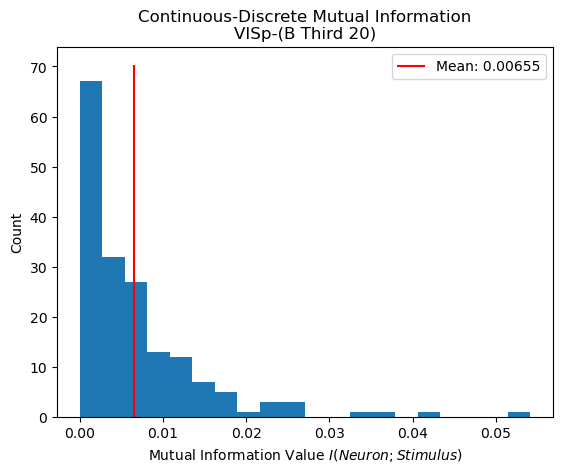 Continuous-Discrete Mutual Information
VISp-(B Third 20)
Mean: 0.00655
70
60
50
40
30
20
10
0
Count
0.00 0.01 0.02 0.03 0.04 0.05
Mutual Information Value I(Neuron; Stimulus)